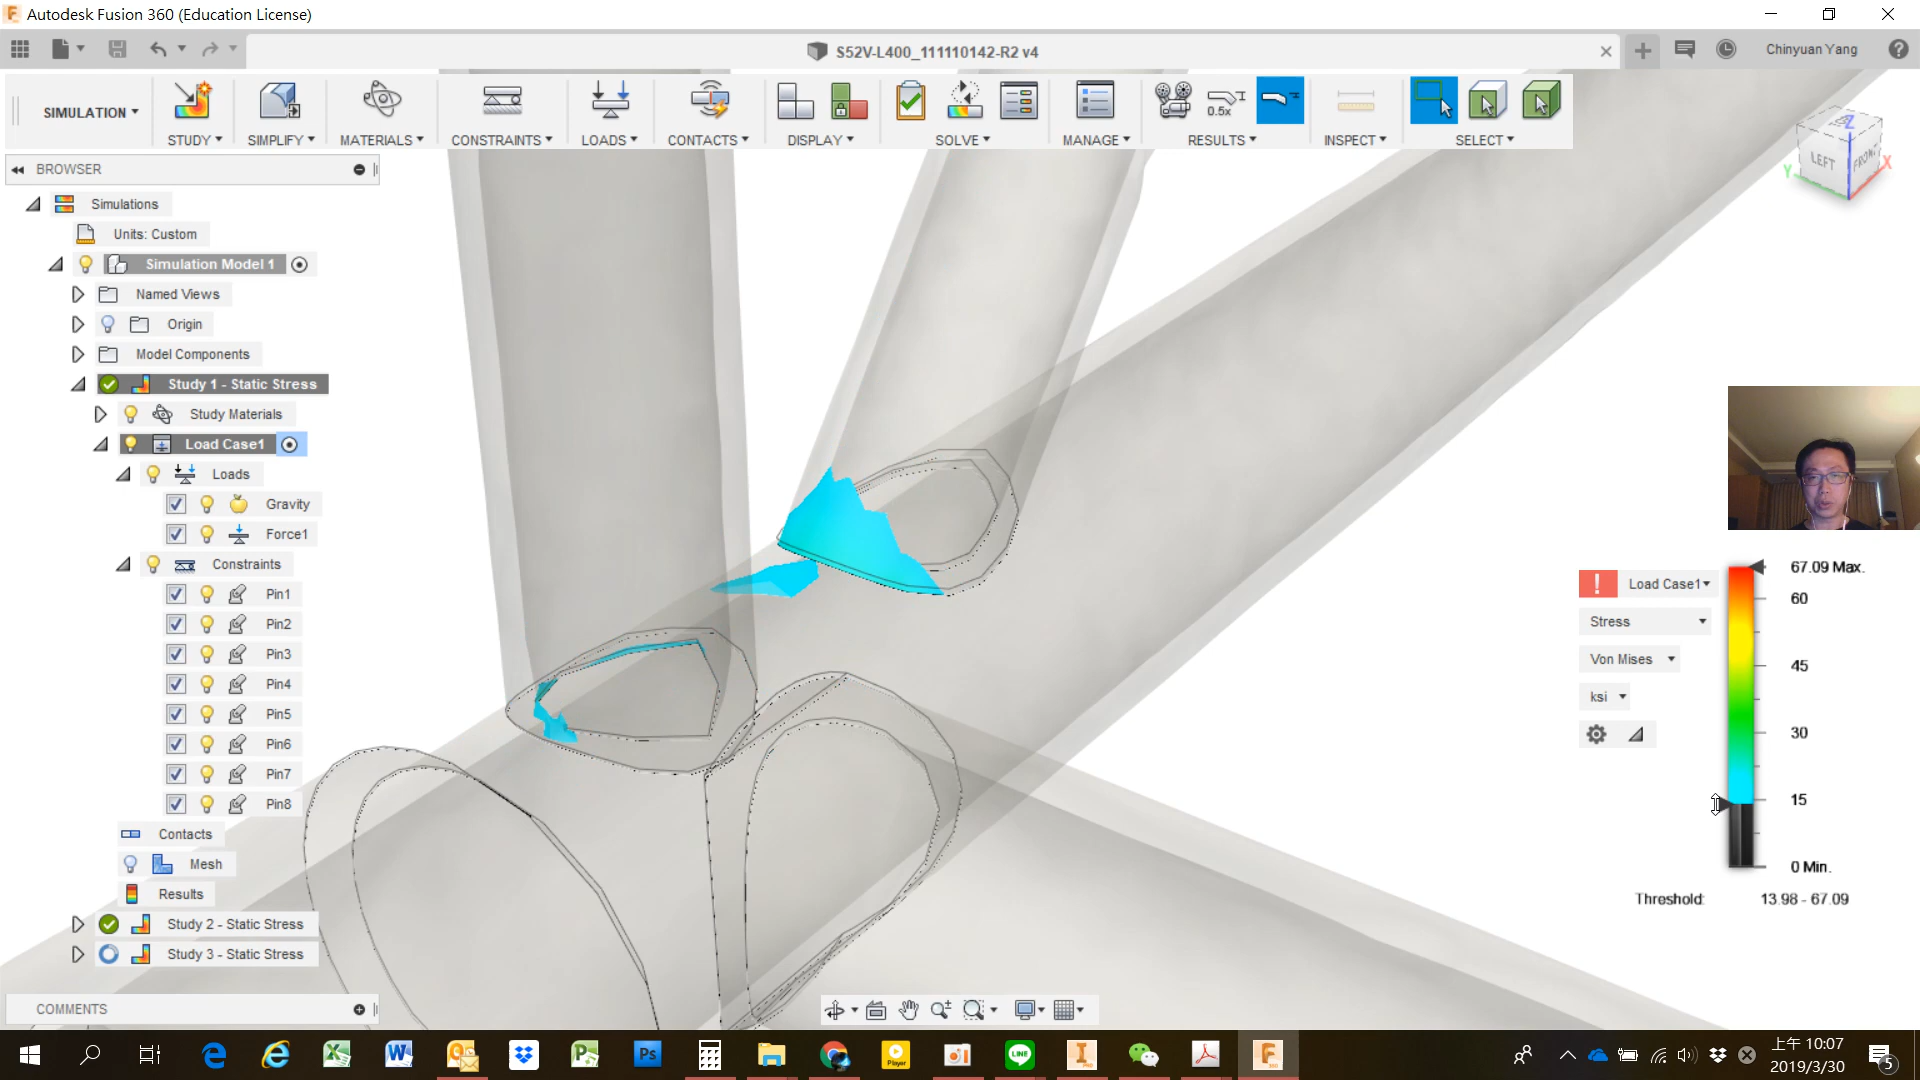 Autodesk Fusion 360 (Education License)
S52V-L400_111110142-R2 v4
Chinyuan Yang
SIMULATION
STUDY
SIMPLIFY
MATERIALS
CONSTRAINTS
LOADS
CONTACTS
DISPLAY
SOLVE
MANAGE
0.5x
RESULTS
INSPECT
SELECT
BROWSER
LEFT
FRONT
Z
Y
X
Simulations
Units: Custom
Simulation Model 1
Named Views
Origin
Model Components
Study 1 - Static Stress
Study Materials
Load Case1
Loads
Gravity
Force1
Constraints
Pin1
Pin2
Pin3
Pin4
Pin5
Pin6
Pin7
Pin8
Contacts
Mesh
Results
Study 2 - Static Stress
Study 3 - Static Stress
Load Case1
Stress
Von Mises
ksi
67.09 Max.
60
45
30
15
0 Min.
Threshold: 13.98 - 67.09
COMMENTS
Ps
Player
LINE
上午 10:07
2019/3/30
5